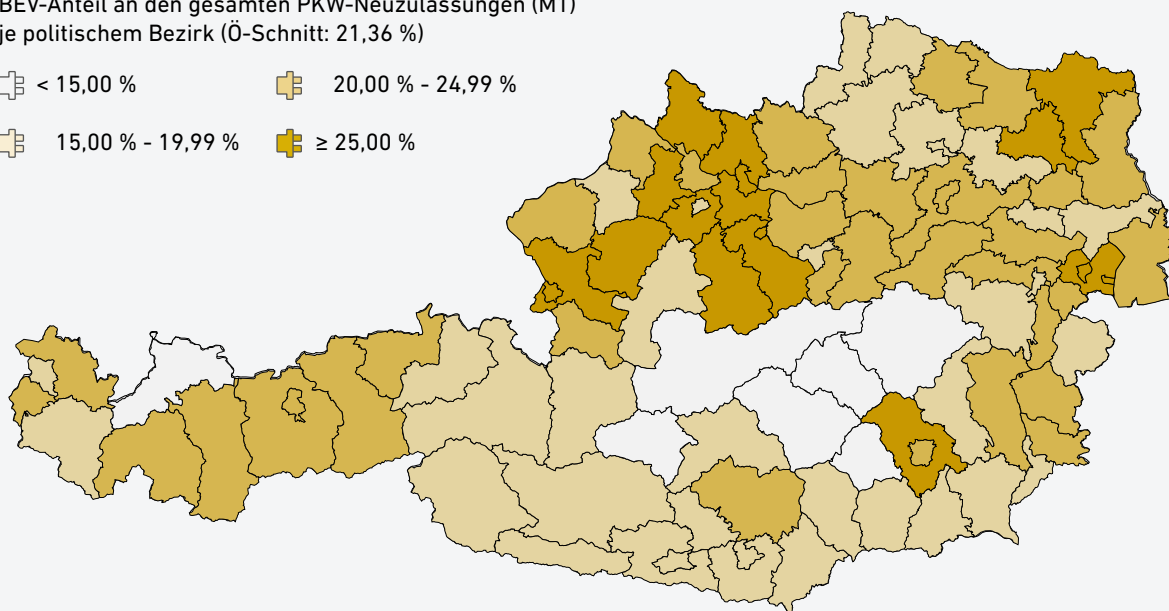 BEV-Anteil an den gesamten PKW-Neuzulassungen (M1)
je politischem Bezirk (Ö-Schnitt: 21,36 %)
< 15,00 %
20,00 % - 24,99 %
15,00 % - 19,99 %
≥ 25,00 %